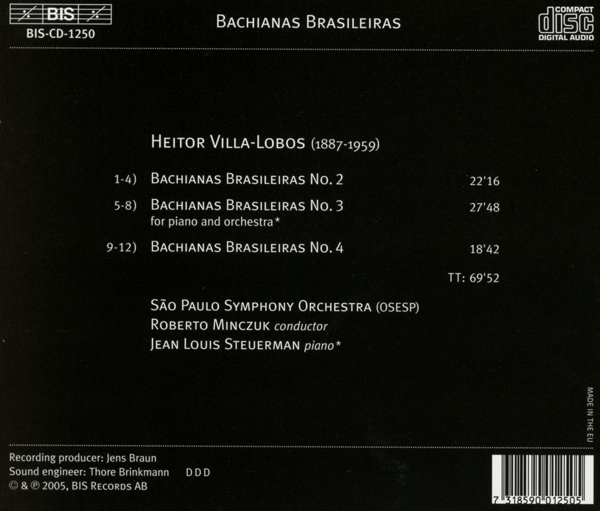 BIS
BIS-CD-1250
BACHIANAS BRASILEIRAS
COMPACT
disc
DIGITAL AUDIO
HEITOR VILLA-LOBOS (1887-1959)
1-4) BACHIANAS BRASILEIRAS NO. 2 22'16
5-8) BACHIANAS BRASILEIRAS NO. 3 27'48
for piano and orchestra*
9-12) BACHIANAS BRASILEIRAS NO. 4 18'42
TT: 69'52
SÃO PAULO SYMPHONY ORCHESTRA (OSESP)
ROBERTO MINCZUK conductor
JEAN LOUIS STEUERMAN piano*
MADE IN THE EU
Recording producer: Jens Braun
Sound engineer: Thore Brinkmann DDD
© & ℗ 2005, BIS RECORDS AB
7 318590 012505